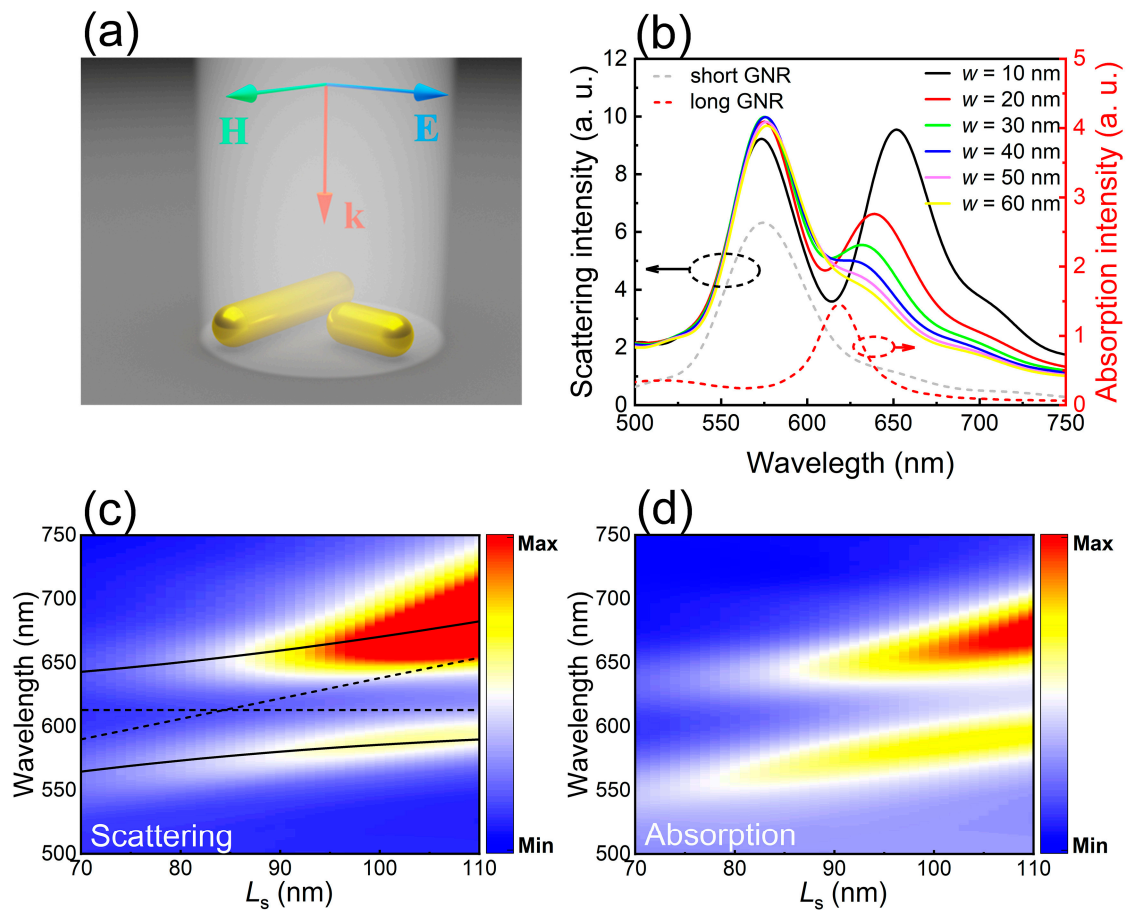 (a)
H
E
k
(b)
Scattering intensity (a. u.)
12
10
8
6
4
2
0
short GNR
long GNR
w = 10 nm
w = 20 nm
w = 30 nm
w = 40 nm
w = 50 nm
w = 60 nm
5
4
3
2
1
0
Absorption intensity (a. u.)
500 550 600 650 700 750
Wavelegth (nm)
(c)
Wavelength (nm)
750
700
650
600
550
500
Scattering
Max
Min
70 80 90 100 110
Ls (nm)
(d)
Wavelength (nm)
750
700
650
600
550
500
Absorption
Max
Min
70 80 90 100 110
Ls (nm)